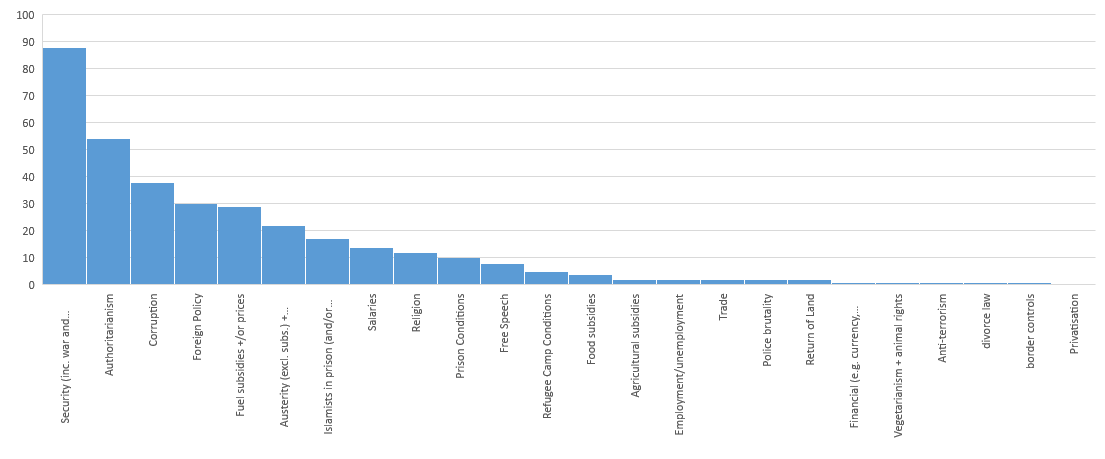 100
90
80
70
60
50
40
30
20
10
0
Security (inc. war and...
Authoritarianism
Corruption
Foreign Policy
Fuel subsidies +/or prices
Austerity (excl. subs.) +...
Islamists in prison (and/or...
Salaries
Religion
Prison Conditions
Free Speech
Refugee Camp Conditions
Food subsidies
Agricultural subsidies
Employment/unemployment
Trade
Police brutality
Return of Land
Financial (e.g. currency,...
Vegetarianism + animal rights
Anti-terrorism
divorce law
border controls
Privatisation